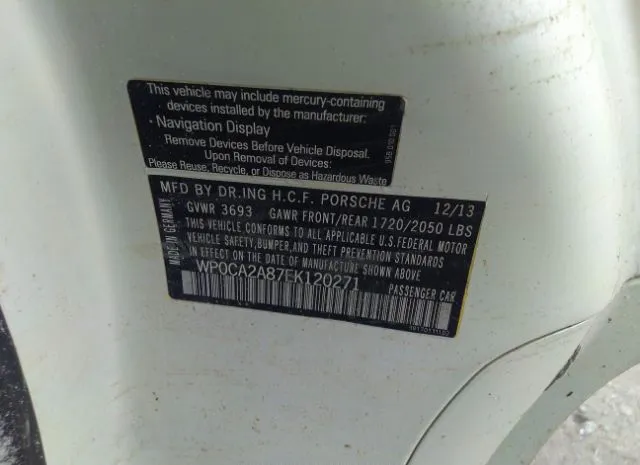 This vehicle may include mercury-containing
devices installed by the manufacturer:
· Navigation Display
Remove Devices Before Vehicle Disposal.
Upon Removal of Devices:
Please Reuse, Recycle, or Dispose as Hazardous Waste
MADE IN GERMANY
MFD BY DR.ING H.C.F. PORSCHE AG 12/13
GVWR 3693 GAWR FRONT/REAR 1720/2050 LBS
THIS VEHICLE CONFORMS TO ALL APPLICABLE U.S.FEDERAL MOTOR
VEHICLE SAFETY, BUMPER, AND THEFT PREVENTION STANDARDS
IN EFFECT ON THE DATE OF MANUFACTURE SHOWN ABOVE
WP0CA2A87FK120271
PASSENGER CAR